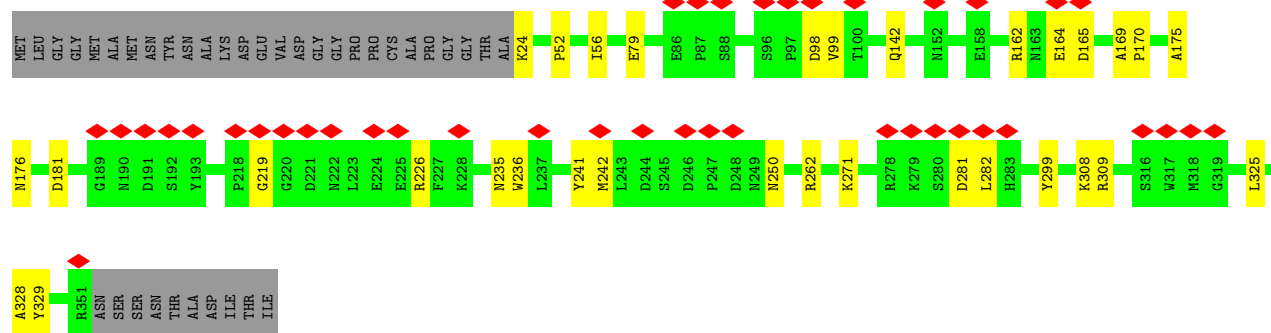 MET LEU GLY GLY MET ALA MET ASN TYR ASN ALA LYS ASP GLU VAL ASP GLY GLY PRO PRO CYS ALA PRO GLY GLY THR ALA K24 P52 I56 E79 E86 P87 S88 S96 P97 D98 V99 T100 Q142 N152 E158 R162 N163 E164 D165 A169 P170 A175
N176 D181 G189 N190 D191 S192 Y193 P218 G219 G220 D221 N222 L223 E224 E225 R226 F227 K228 N235 W236 L237 Y241 M242 L243 D244 S245 D246 P247 D248 N249 N250 R262 K271 R278 K279 S280 D281 L282 H283 Y299 K308 R309 S316 W317 M318 G319 L325
A328 Y329 R351 ASN SER SER ASN THR ALA ASP ILE THR ILE